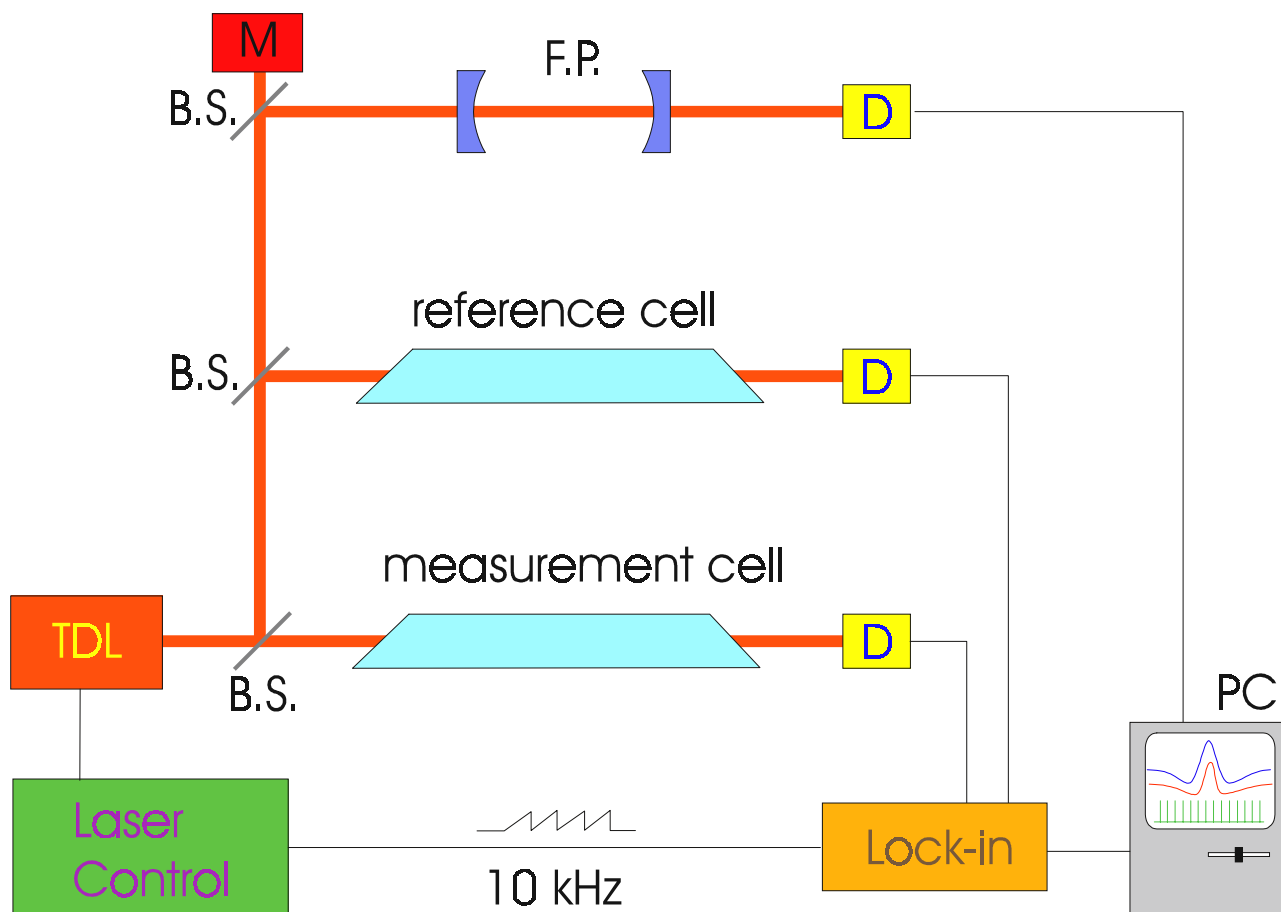 M
F.P.
B.S.
D
reference cell
B.S.
D
measurement cell
TDL
D
B.S.
PC
Laser
Control
Lock-in
10 kHz